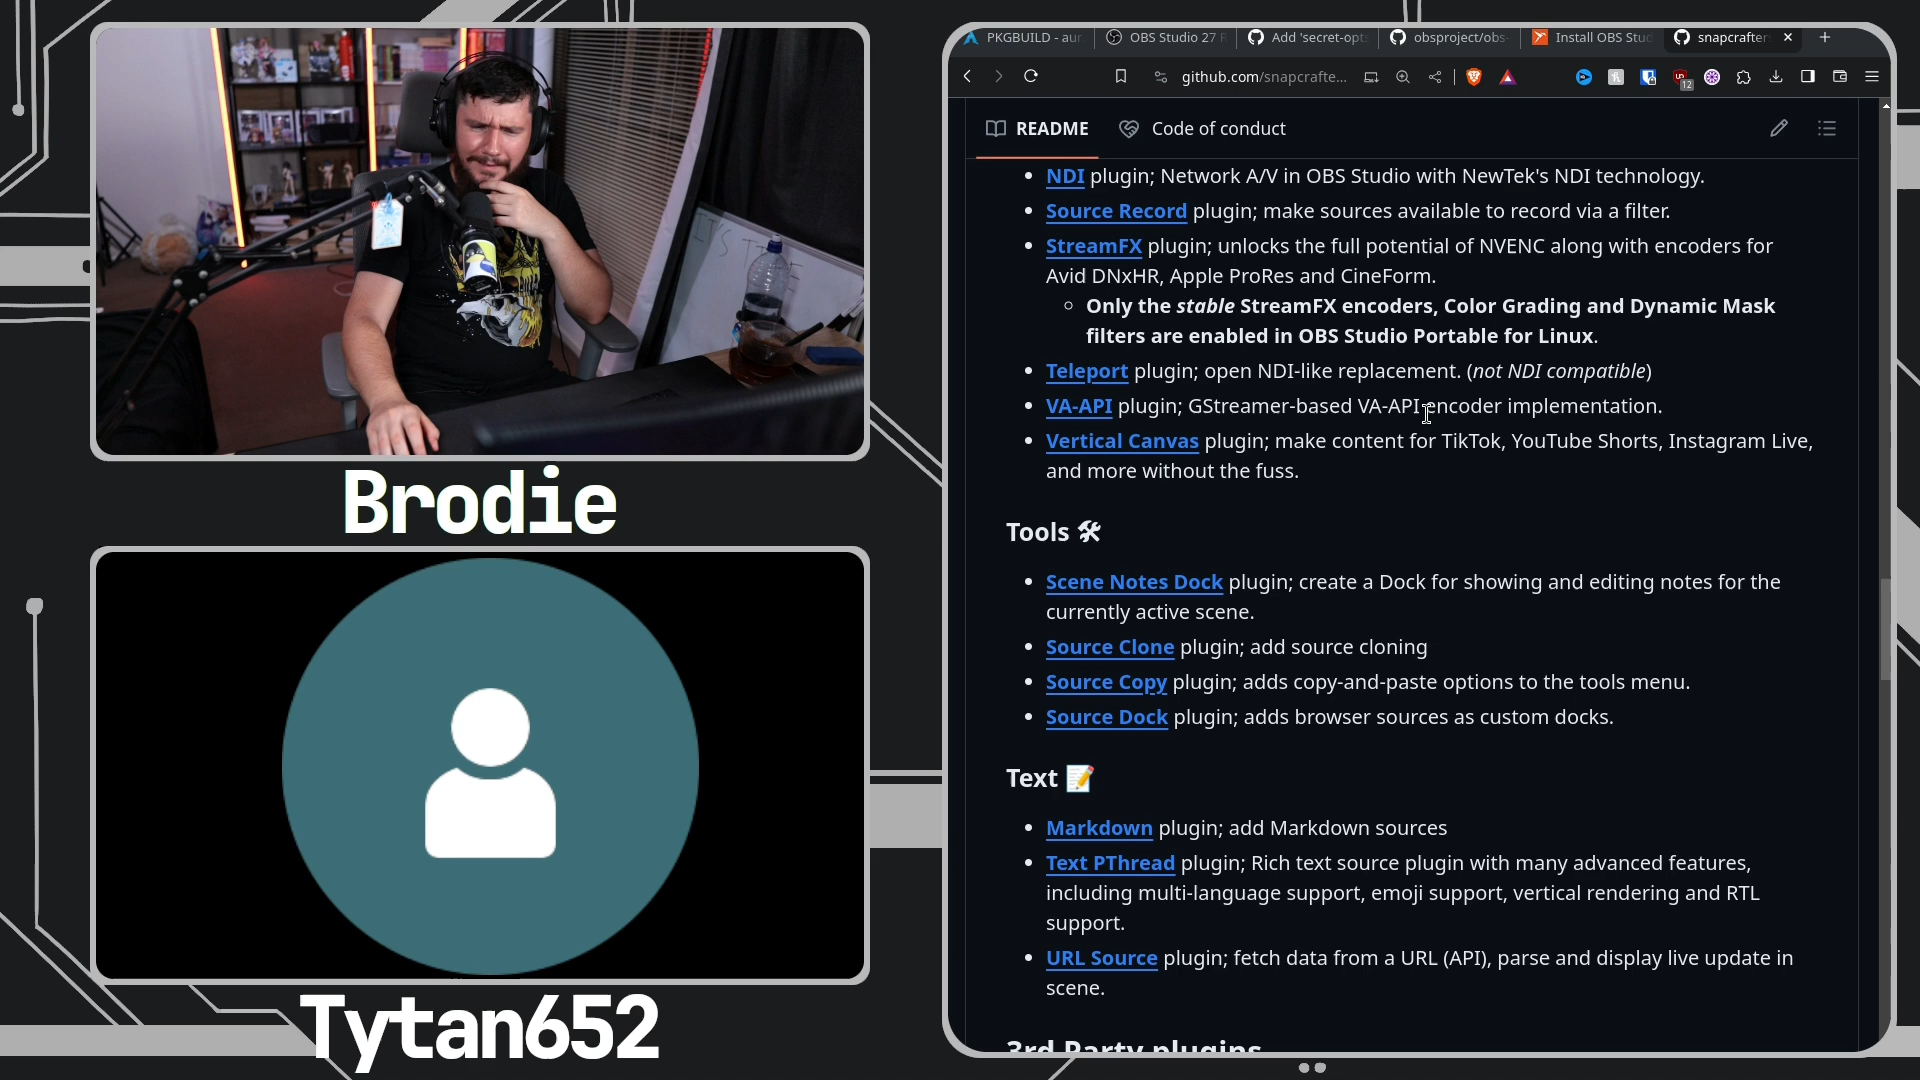 PKGBUILD - au
OBS Studio 27 R
Add 'secret-opt
obsproject/obs-
Install OBS Stud
snapcrafter
github.com/snapcrafte...
12
README
Code of conduct
NDI plugin; Network A/V in OBS Studio with NewTek's NDI technology.
Source Record plugin; make sources available to record via a filter.
StreamFX plugin; unlocks the full potential of NVENC along with encoders for
Avid DNxHR, Apple ProRes and CineForm.
Only the stable StreamFX encoders, Color Grading and Dynamic Mask
filters are enabled in OBS Studio Portable for Linux.
Teleport plugin; open NDI-like replacement. (not NDI compatible)
VA-API plugin; GStreamer-based VA-API encoder implementation.
Vertical Canvas plugin; make content for TikTok, YouTube Shorts, Instagram Live,
and more without the fuss.
Tools 🛠
Scene Notes Dock plugin; create a Dock for showing and editing notes for the
currently active scene.
Source Clone plugin; add source cloning
Source Copy plugin; adds copy-and-paste options to the tools menu.
Source Dock plugin; adds browser sources as custom docks.
Text 📝
Markdown plugin; add Markdown sources
Text PThread plugin; Rich text source plugin with many advanced features,
including multi-language support, emoji support, vertical rendering and RTL
support.
URL Source plugin; fetch data from a URL (API), parse and display live update in
scene.
3rd Party plugins
Brodie
Tytan652